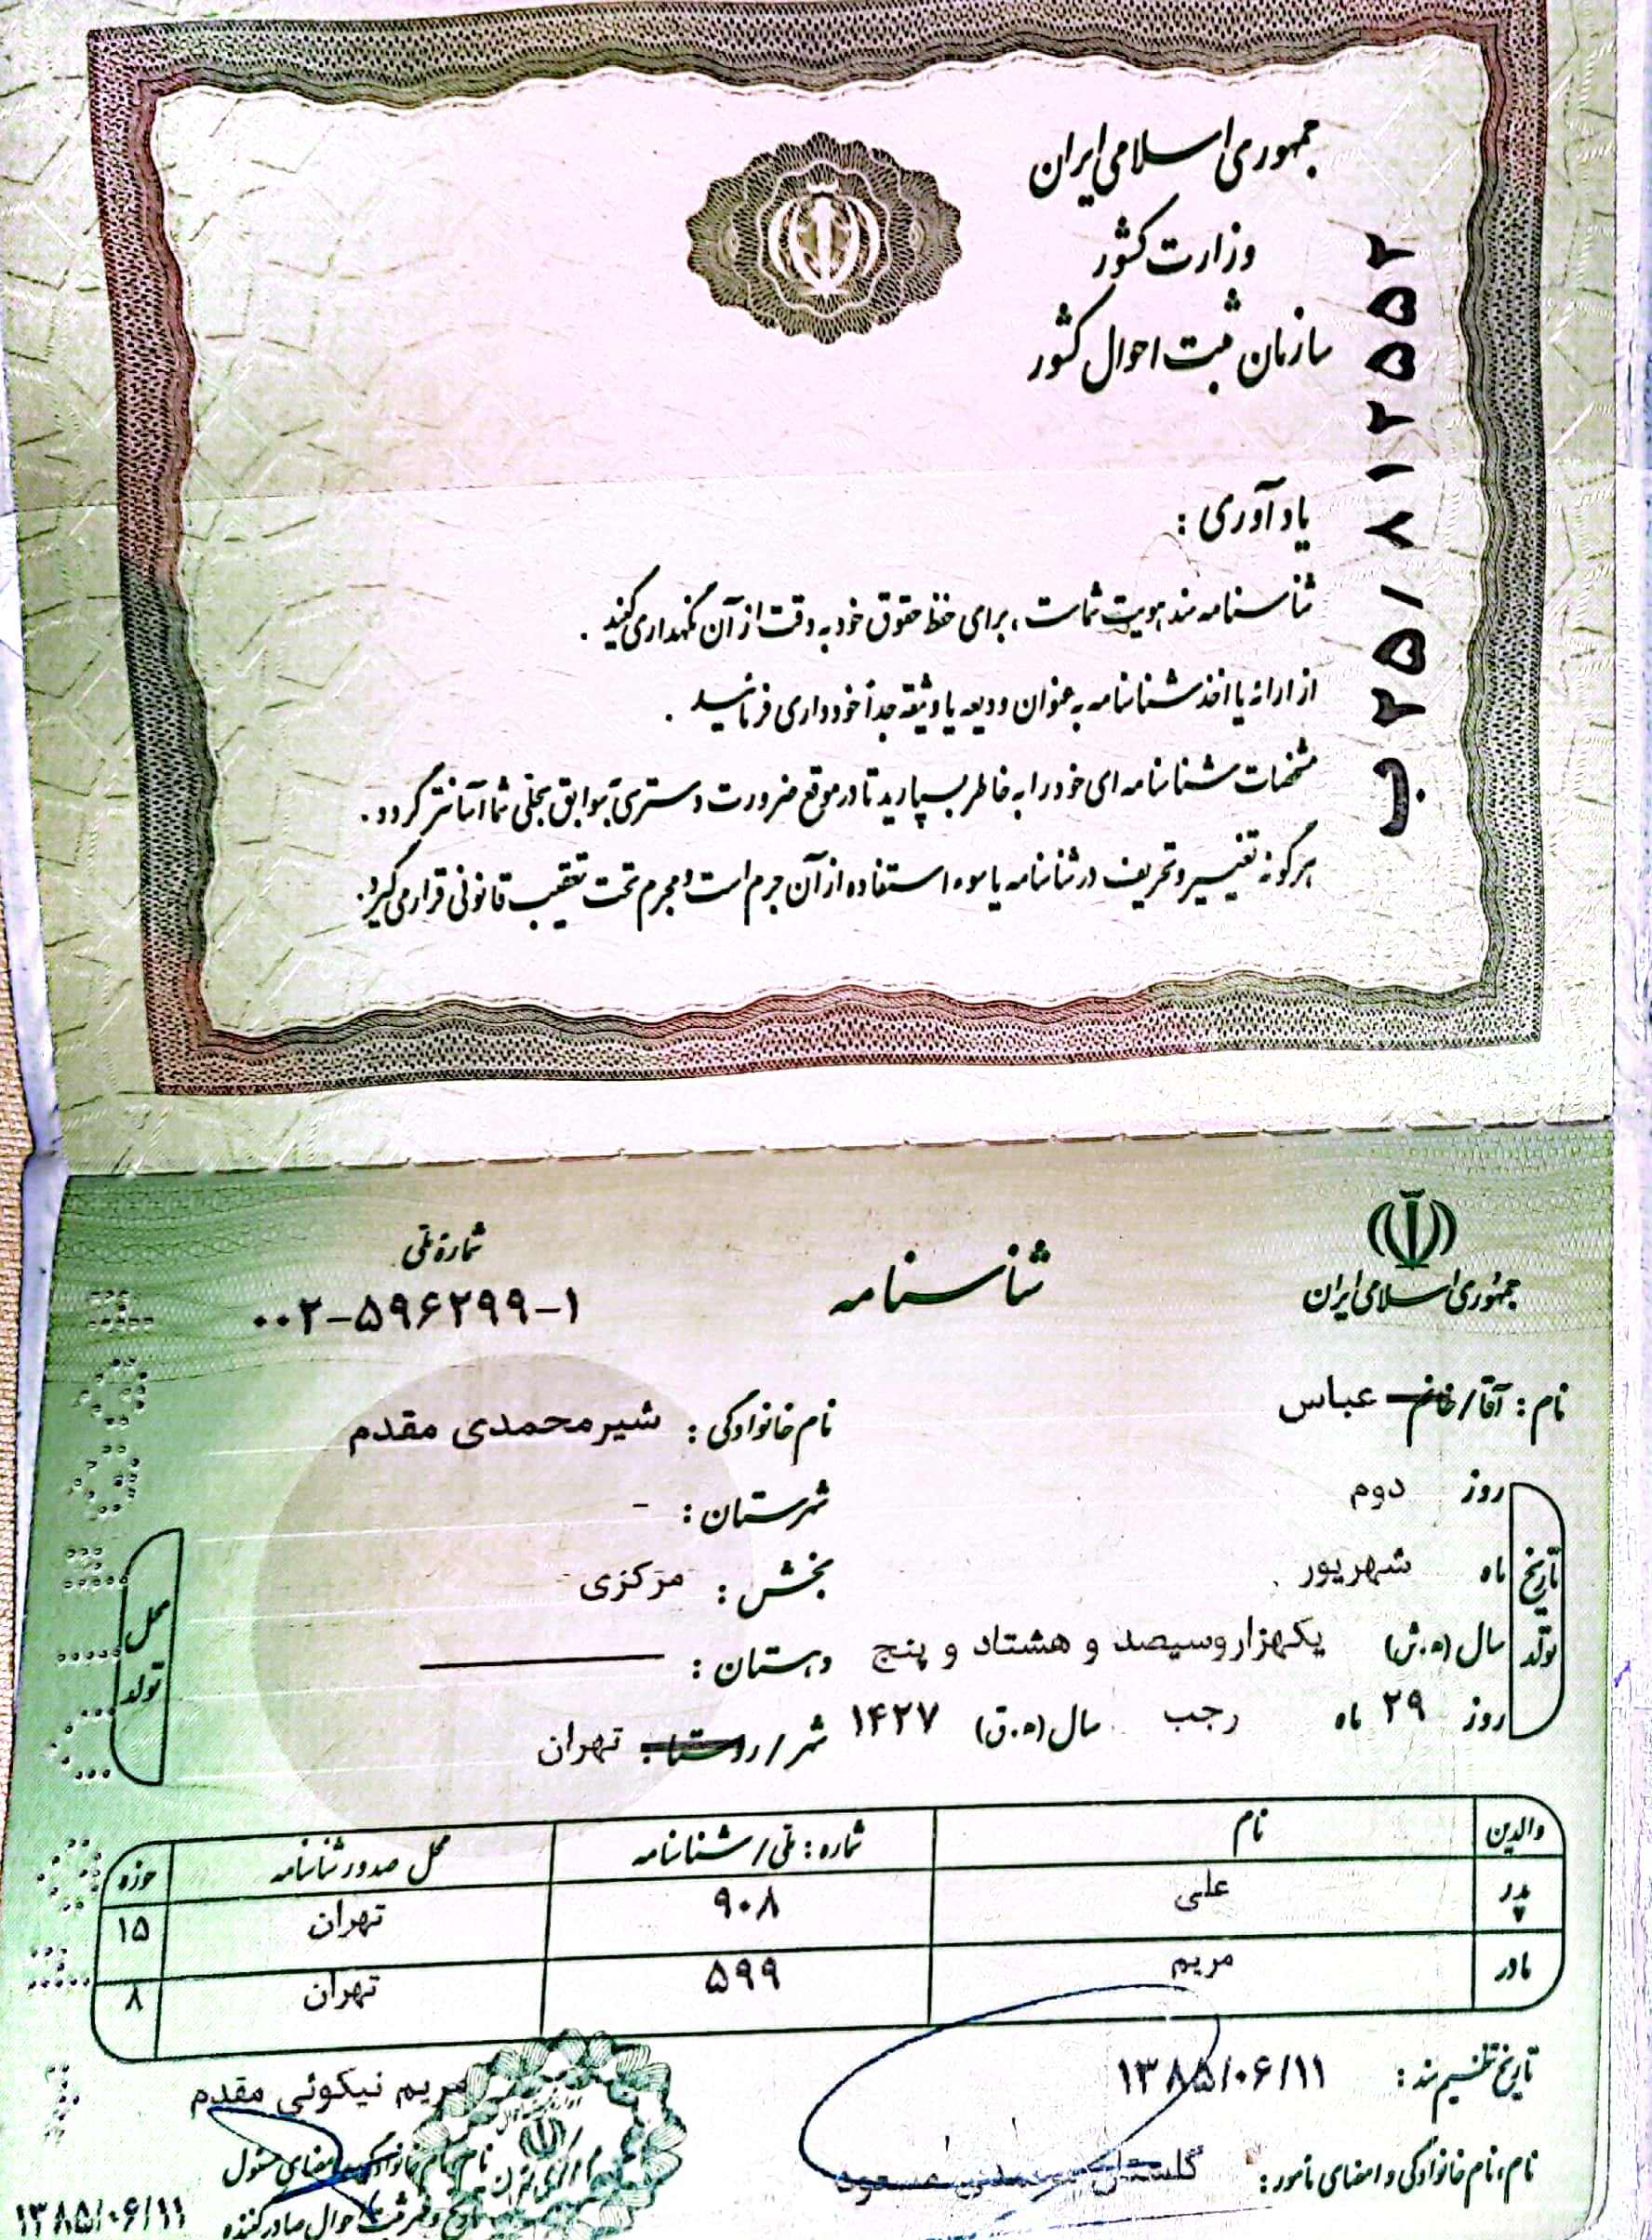 جمهوری اسلامی ایران
وزارت کشور
سازمان ثبت احوال کشور
ن ۲۵/۸۱۲۵۵۲
یادآوری :
شناسنامه سند هویت شماست ، برای حفظ حقوق خود به دقت از آن نگهداری کنید .
از ارائه یا اخذ شناسنامه به عنوان ودیعه یا وثیقه جداً خودداری فرمائید .
مشخصات شناسنامه ای خود را به خاطر بسپارید تا در موقع ضرورت دسترسی به سوابق سجلی شما آسانتر گردد .
هرگونه تغییر و تحریف در شناسنامه یا سوء استفاده از آن جرم است و مجرم تحت تعقیب قانونی قرار می گیرد .
جمهوری اسلامی ایران
شناسنامه
شماره ملی
۰۰۲-۵۹۶۲۹۹-۱
نام : آقا/خانم عباس
نام خانوادگی : شیرمحمدی مقدم
تاریخ تولد
روز دوم
ماه شهریور
سال (ه.ش) یکهزاروسیصد و هشتاد و پنج
روز ۲۹ ماه رجب سال (ه.ق) ۱۴۲۷
محل تولد
شهرستان : -
بخش : مرکزی
دهستان :
شهر/روستا : تهران
والدین نام شماره : ملی/شناسنامه محل صدور شناسنامه حوزه
پدر علی ۹۰۸ تهران ۱۵
مادر مریم ۵۹۹ تهران ۸
تاریخ تنظیم سند : ۱۳۸۵/۰۶/۱۱
نام ، نام خانوادگی و امضای مأمور : گلستان مسعود
مریم نیکوئی مقدم
نام ، نام خانوادگی ، امضای مسئول
ثبت احوال صادرکننده
۱۳۸۵/۰۶/۱۱